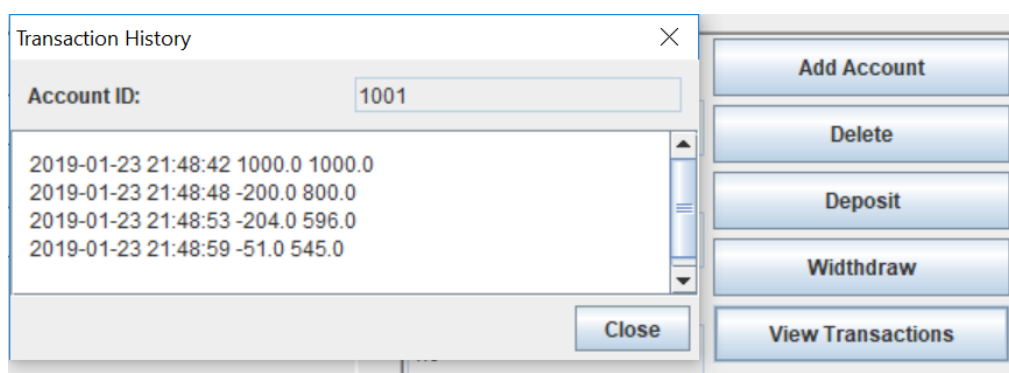 Transaction History
Account ID:
1001
2019-01-23 21:48:42 1000.0 1000.0
2019-01-23 21:48:48 -200.0 800.0
2019-01-23 21:48:53 -204.0 596.0
2019-01-23 21:48:59 -51.0 545.0
Close
Add Account
Delete
Deposit
Widthdraw
View Transactions